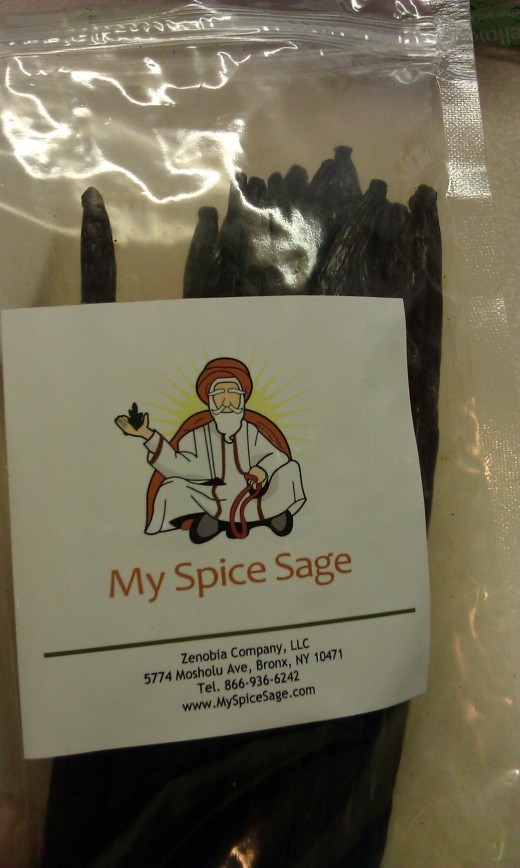 My Spice Sage
Zenobia Company, LLC
5774 Mosholu Ave, Bronx, NY 10471
Tel. 866-936-6242
www.MySpiceSage.com